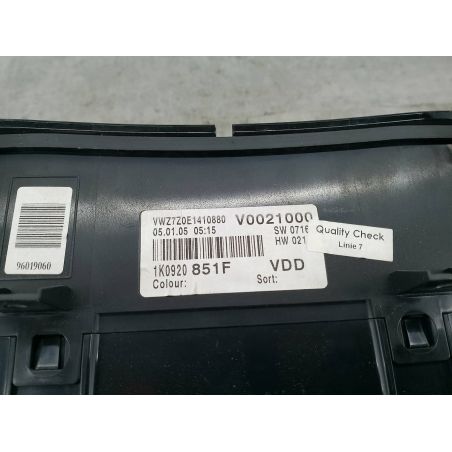 VWZ7Z0E1410880 V0021000
05.01.05 05:15 SW 0716
HW 021
Quality Check
Linie 7
1K0920 851F VDD
Colour: Sort:
96019060